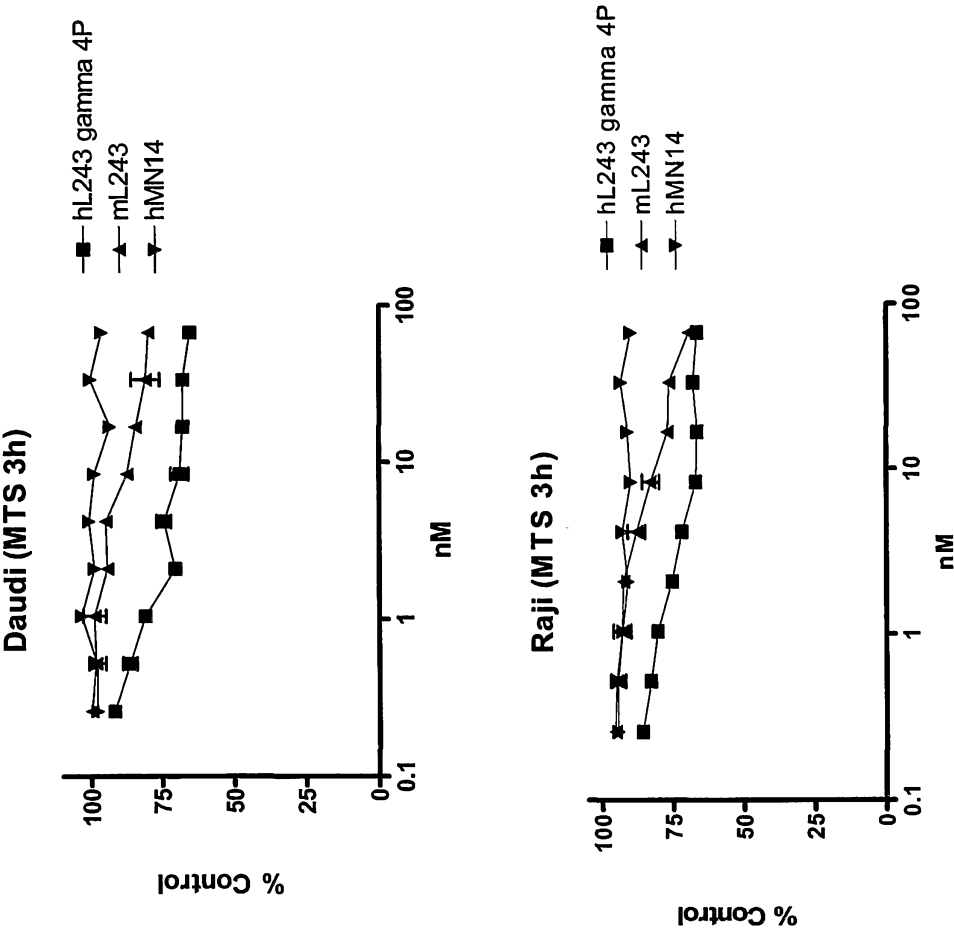 Daudi (MTS 3h)
% Control
100
75
50
25
0
0.1
1
10
100
nM
hL243 gamma 4P
mL243
hMN14
Raji (MTS 3h)
% Control
100
75
50
25
0
0.1
1
10
100
nM
hL243 gamma 4P
mL243
hMN14